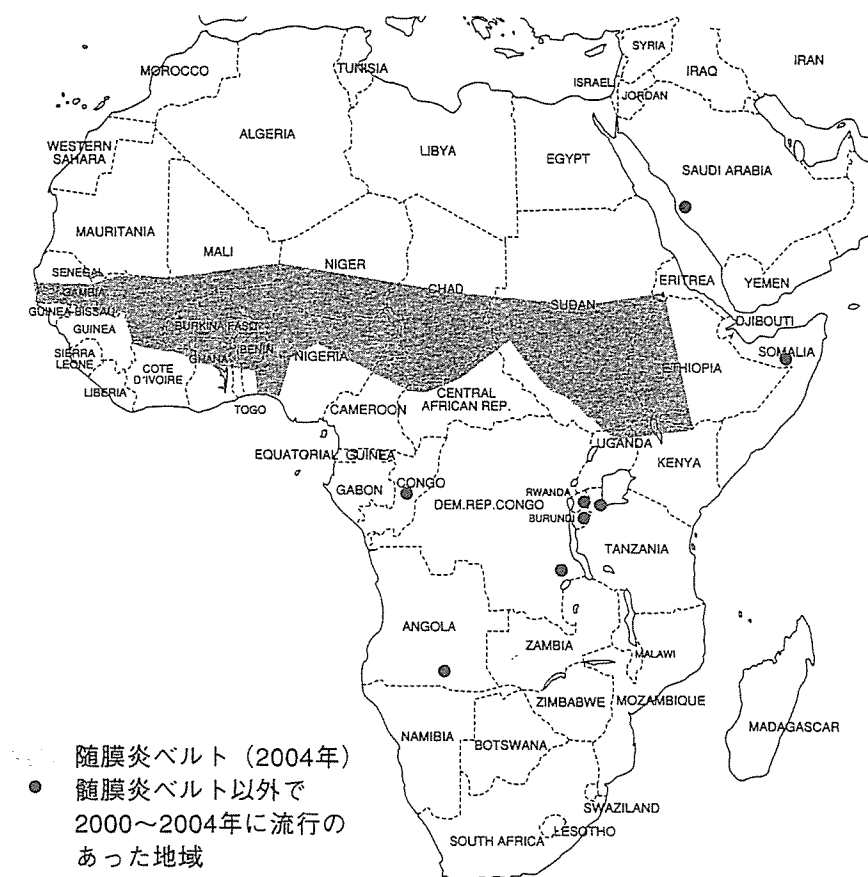 SYRIA
IRAN
MOROCCO
TUNISIA
IRAQ
ISRAEL
JORDAN
ALGERIA
WESTERN
SAHARA
LIBYA
EGYPT
SAUDI ARABIA
MAURITANIA
MALI
NIGER
SENEGAL
CHAD
SUDAN
ERITREA
YEMEN
GAMBIA
GUINEA-BISSAU
GUINEA
BURKINA FASO
DJIBOUTI
SIERRA
LEONE
COTE
D'IVOIRE
GHANA
BENIN
NIGERIA
SOMALIA
ETHIOPIA
LIBERIA
TOGO
CAMEROON
CENTRAL
AFRICAN REP.
EQUATORIAL GUINEA
UGANDA
KENYA
GABON
CONGO
DEM.REP.CONGO
RWANDA
BURUNDI
TANZANIA
ANGOLA
ZAMBIA
MALAWI
ZIMBABWE
MOZAMBIQUE
MADAGASCAR
NAMIBIA
BOTSWANA
SWAZILAND
SOUTH AFRICA
LESOTHO
随膜炎ベルト（2004年）
髄膜炎ベルト以外で
2000～2004年に流行の
あった地域